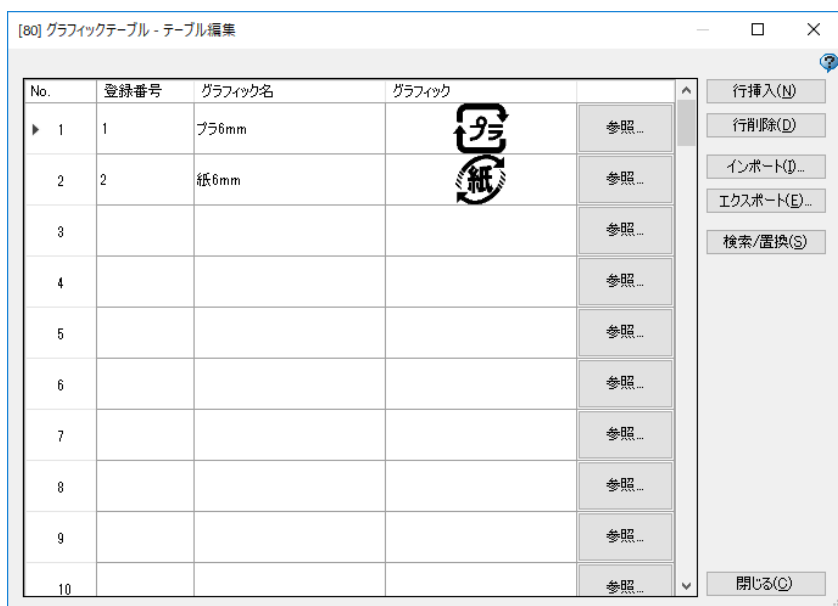 [80] グラフィックテーブル - テーブル編集
No. 登録番号 グラフィック名 グラフィック
1 1 プラ6mm プラ 参照...
2 2 紙6mm 紙 参照...
3 参照...
4 参照...
5 参照...
6 参照...
7 参照...
8 参照...
9 参照...
10 参照...
行挿入(N)
行削除(D)
インポート(I)...
エクスポート(E)...
検索/置換(S)
閉じる(C)